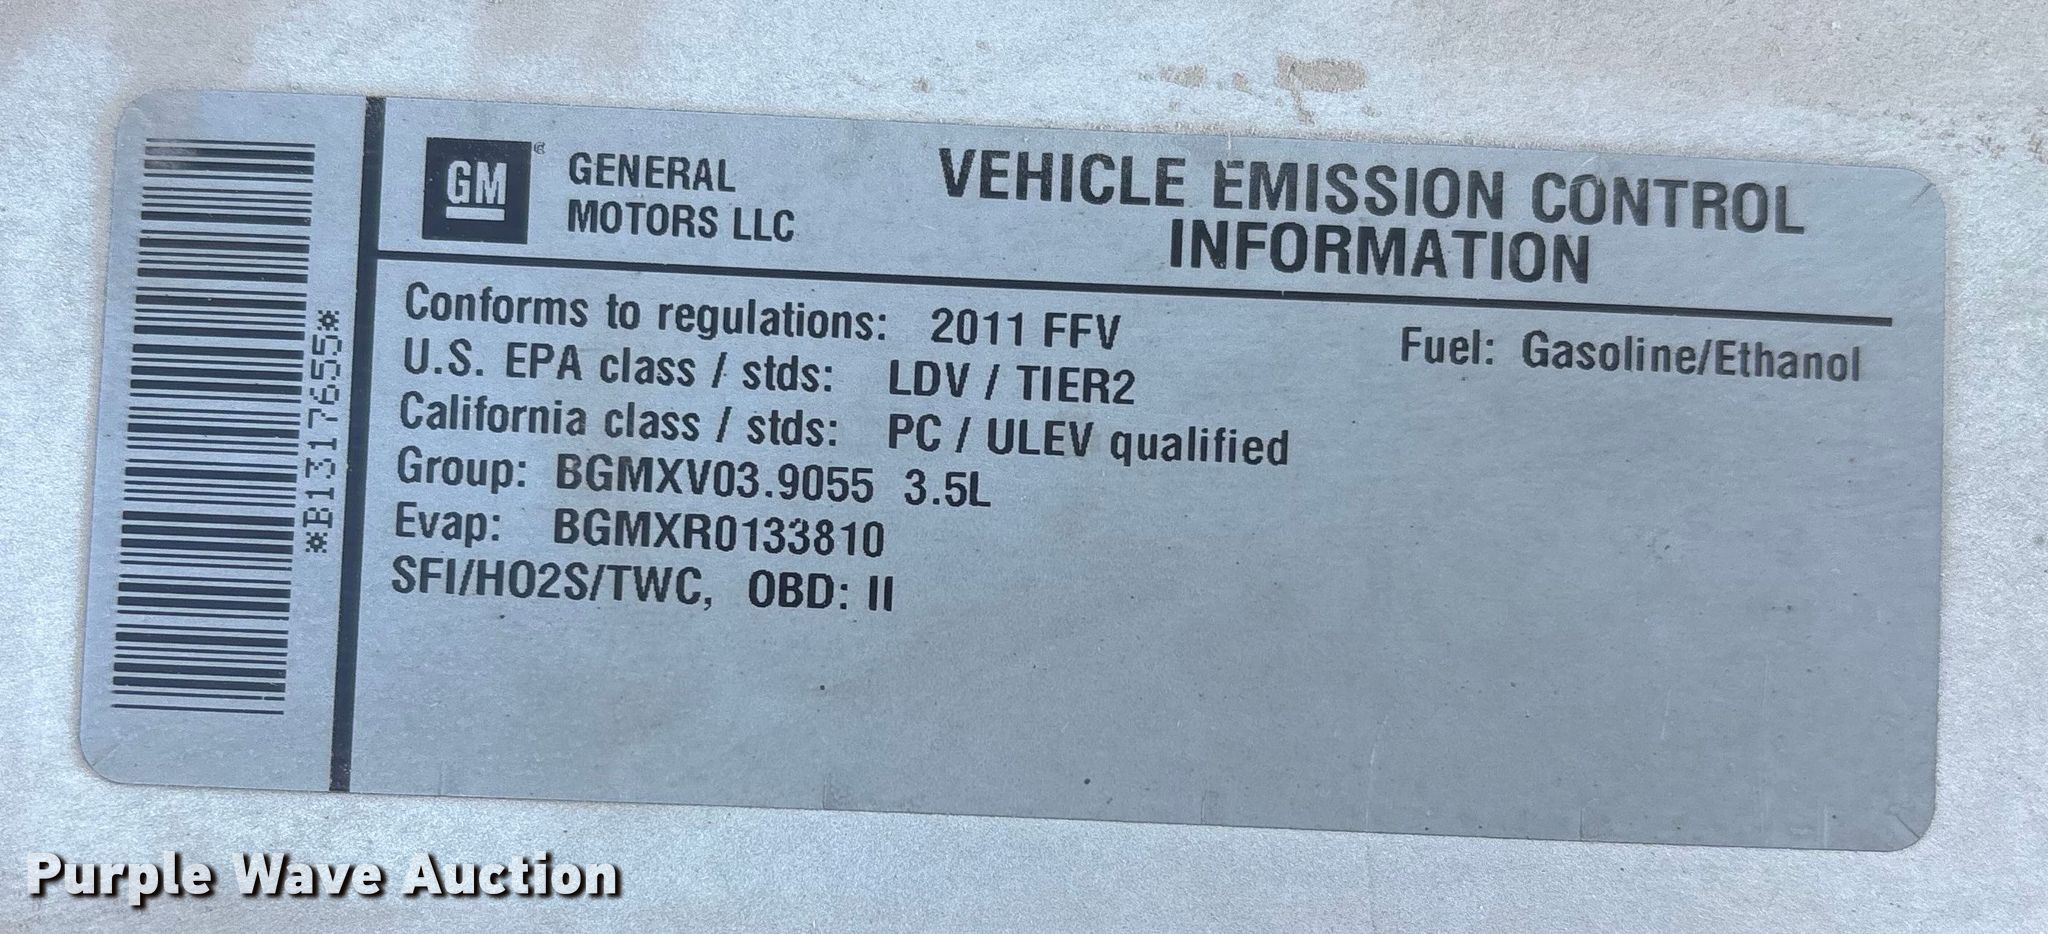 GM
GENERAL
MOTORS LLC
VEHICLE EMISSION CONTROL
INFORMATION
*B1317655*
Conforms to regulations: 2011 FFV
Fuel: Gasoline/Ethanol
U.S. EPA class / stds: LDV / TIER2
California class / stds: PC / ULEV qualified
Group: BGMXV03.9055 3.5L
Evap: BGMXR0133810
SFI/HO2S/TWC, OBD: II
Purple Wave Auction